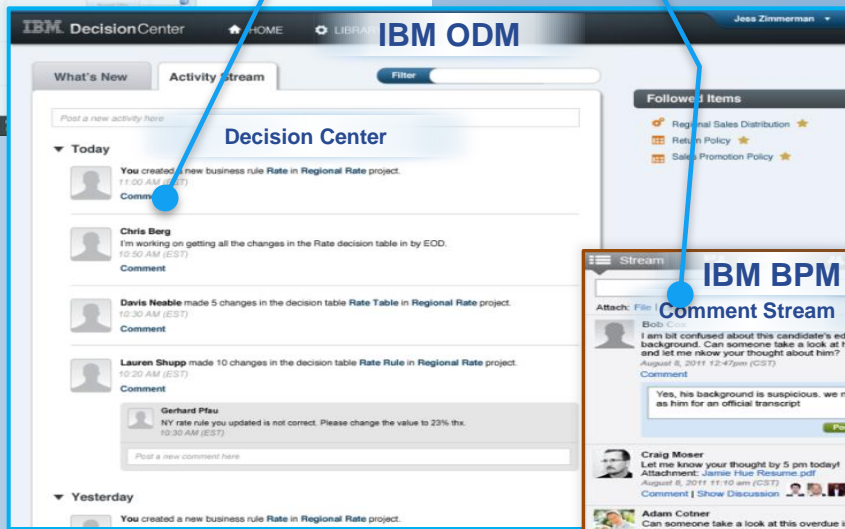 IBM DecisionCenter
HOME
LIBRA
IBM ODM
Jess Zimmerman
What's New
Activity Stream
Filter
Post a new activity here
Decision Center
Today
You created a new business rule Rate in Regional Rate project.
11:00 AM (EST)
Comment
Chris Berg
I'm working on getting all the changes in the Rate decision table in by EOD.
10:50 AM (EST)
Comment
Davis Neable made 5 changes in the decision table Rate Table in Regional Rate project.
10:30 AM (EST)
Comment
Lauren Shupp made 10 changes in the decision table Rate Rule in Regional Rate project.
10:20 AM (EST)
Comment
Gerhard Pfau
NY rate rule you updated is not correct. Please change the value to 23% thx.
10:30 AM (EST)
Post a new comment here
Yesterday
You created a new business rule Rate in Regional Rate project.
Followed Items
Regional Sales Distribution
Return Policy
Sales Promotion Policy
Stream
IBM BPM
Attach: File |
Comment Stream
Bob
I am bit confused about this candidate's
background. Can someone take a look at
and let me nkow your thought about him?
August 8, 2011 12:47pm (CST)
Comment
Yes, his background is suspicious. we
as him for an official transcript
Craig Moser
Let me know your thought by 5 pm today!
Attachment: Jamie Hue Resume.pdf
August 8, 2011 11:10 am (CST)
Comment | Show Discussion
Adam Cotner
Can someone take a look at this overdue